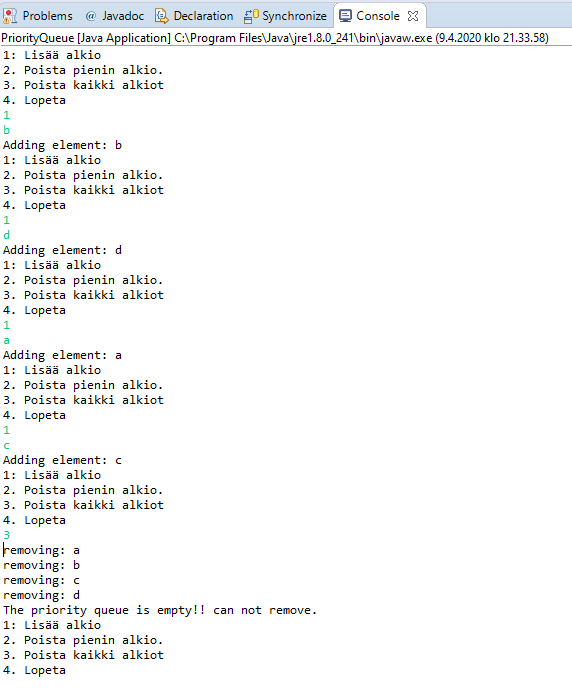 Problems @ Javadoc Declaration Synchronize Console
PriorityQueue [Java Application] C:\Program Files\Java\jre1.8.0_241\bin\javaw.exe (9.4.2020 klo 21.33.58)
1: Lisää alkio
2. Poista pienin alkio.
3. Poista kaikki alkiot
4. Lopeta
1
b
Adding element: b
1: Lisää alkio
2. Poista pienin alkio.
3. Poista kaikki alkiot
4. Lopeta
1
d
Adding element: d
1: Lisää alkio
2. Poista pienin alkio.
3. Poista kaikki alkiot
4. Lopeta
1
a
Adding element: a
1: Lisää alkio
2. Poista pienin alkio.
3. Poista kaikki alkiot
4. Lopeta
1
c
Adding element: c
1: Lisää alkio
2. Poista pienin alkio.
3. Poista kaikki alkiot
4. Lopeta
3
removing: a
removing: b
removing: c
removing: d
The priority queue is empty!! can not remove.
1: Lisää alkio
2. Poista pienin alkio.
3. Poista kaikki alkiot
4. Lopeta